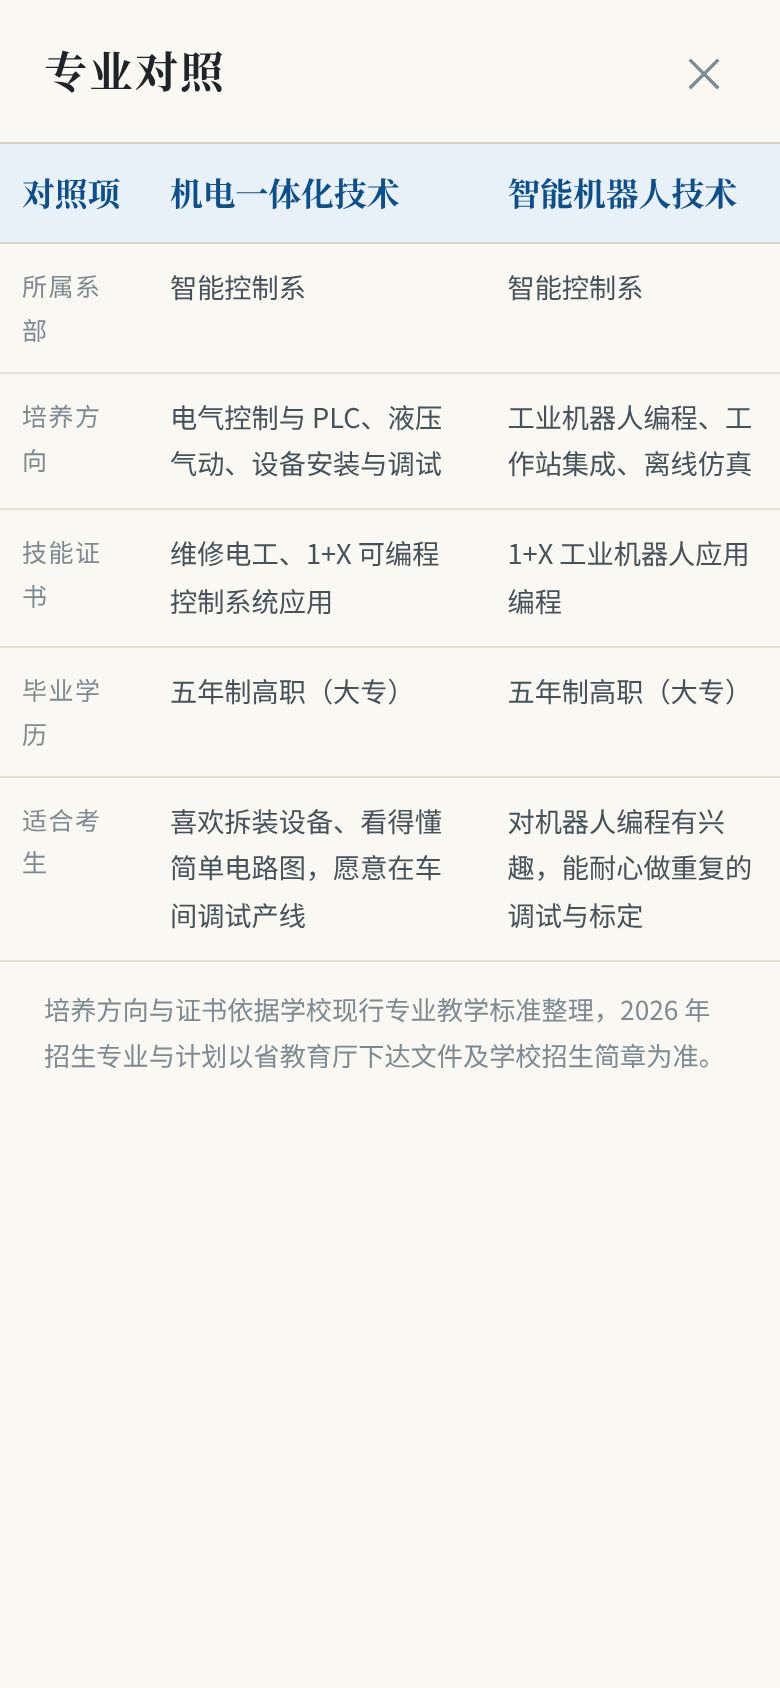 专业对照
对照项 机电一体化技术 智能机器人技术
所属系 智能控制系 智能控制系
部
培养方 电气控制与 PLC、液压 工业机器人编程、工
向 气动、设备安装与调试 作站集成、离线仿真
技能证 维修电工、1+X 可编程 1+X 工业机器人应用
书 控制系统应用 编程
毕业学 五年制高职（大专） 五年制高职（大专）
历
适合考 喜欢拆装设备、看得懂 对机器人编程有兴
生 简单电路图，愿意在车 趣，能耐心做重复的
间调试产线 调试与标定
培养方向与证书依据学校现行专业教学标准整理，2026 年
招生专业与计划以省教育厅下达文件及学校招生简章为准。